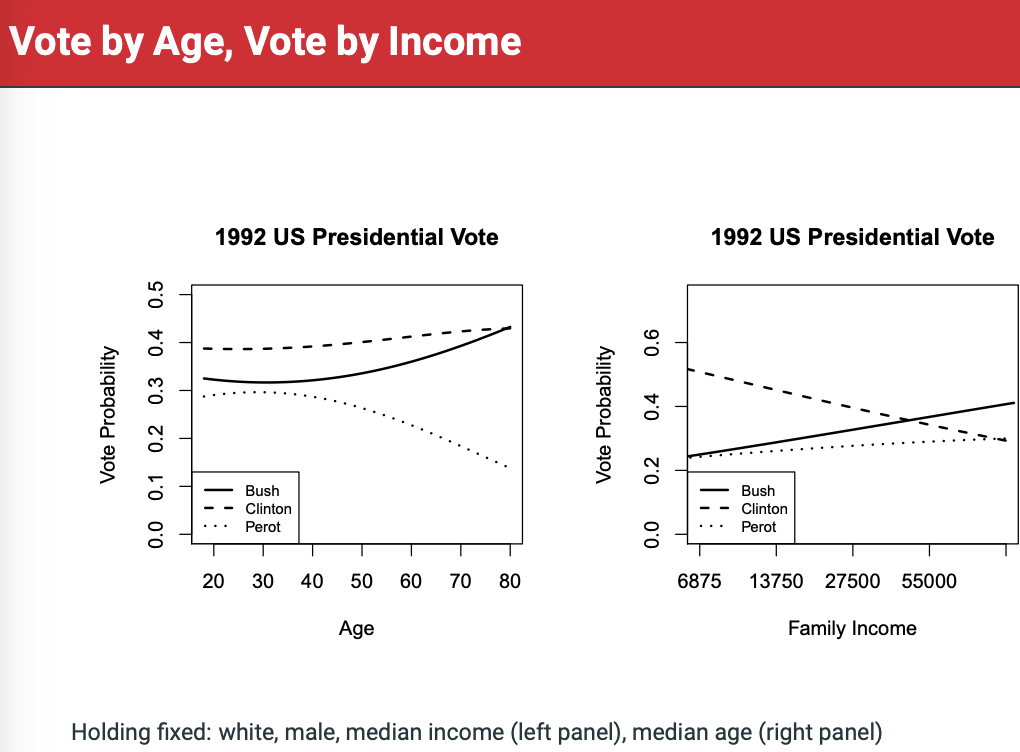 Vote by Age, Vote by Income
1992 US Presidential Vote
Vote Probability
0.5
0.4
0.3
0.2
0.1
0.0
Bush
Clinton
Perot
20 30 40 50 60 70 80
Age
1992 US Presidential Vote
Vote Probability
0.6
0.4
0.2
0.0
Bush
Clinton
Perot
6875 13750 27500 55000
Family Income
Holding fixed: white, male, median income (left panel), median age (right panel)